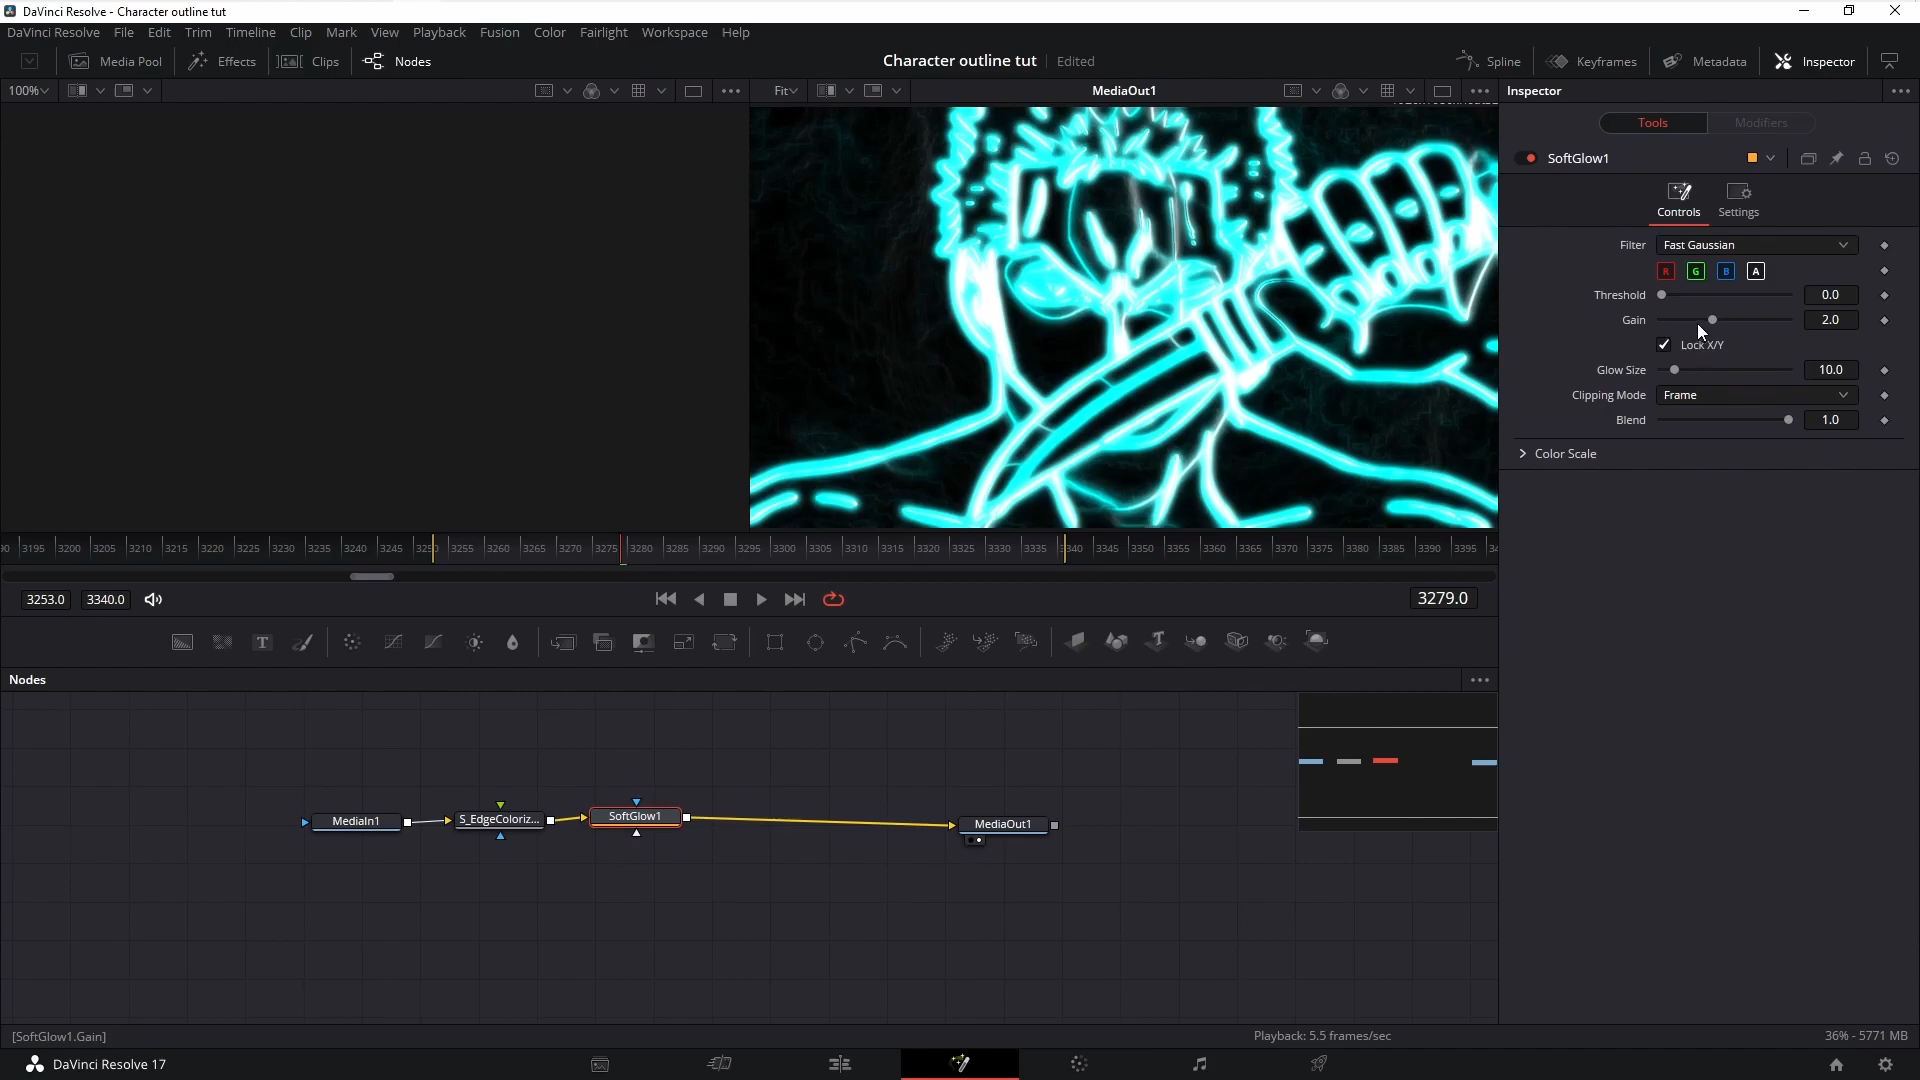 DaVinci Resolve - Character outline tut
DaVinci Resolve File Edit Trim Timeline Clip Mark View Playback Fusion Color Fairlight Workspace Help
Media Pool Effects Clips Nodes Character outline tut Edited Spline Keyframes Metadata Inspector
100% Fit MediaOut1 Inspector
Tools Modifiers
SoftGlow1
Controls Settings
Filter Fast Gaussian
R G B A
Threshold 0.0
Gain 2.0
Lock X/Y
Glow Size 10.0
Clipping Mode Frame
Blend 1.0
Color Scale
3195 3200 3205 3210 3215 3220 3225 3230 3235 3240 3245 3250 3255 3260 3265 3270 3275 3280 3285 3290 3295 3300 3305 3310 3315 3320 3325 3330 3335 3340 3345 3350 3355 3360 3365 3370 3375 3380 3385 3390 3395
3253.0 3340.0 3279.0
T T
Nodes
MediaIn1 S_EdgeColoriz... SoftGlow1 MediaOut1
[SoftGlow1.Gain] Playback: 5.5 frames/sec 36% - 5771 MB
DaVinci Resolve 17